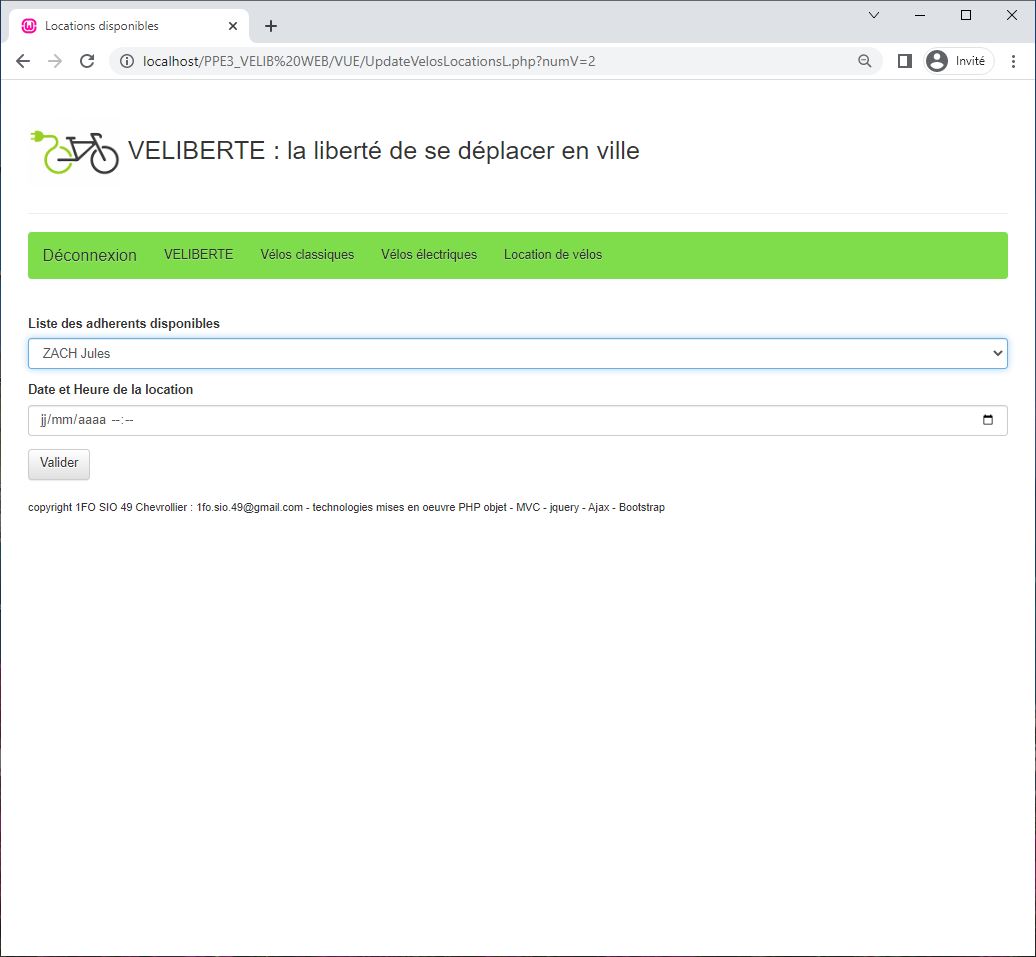 Locations disponibles
localhost/PPE3_VELIB%20WEB/VUE/UpdateVelosLocationsL.php?numV=2
Invité
VELIBERTE : la liberté de se déplacer en ville
Déconnexion VELIBERTE Vélos classiques Vélos électriques Location de vélos
Liste des adherents disponibles
ZACH Jules
Date et Heure de la location
jj/mm/aaaa --:--
Valider
copyright 1FO SIO 49 Chevrollier : 1fo.sio.49@gmail.com - technologies mises en oeuvre PHP objet - MVC - jquery - Ajax - Bootstrap